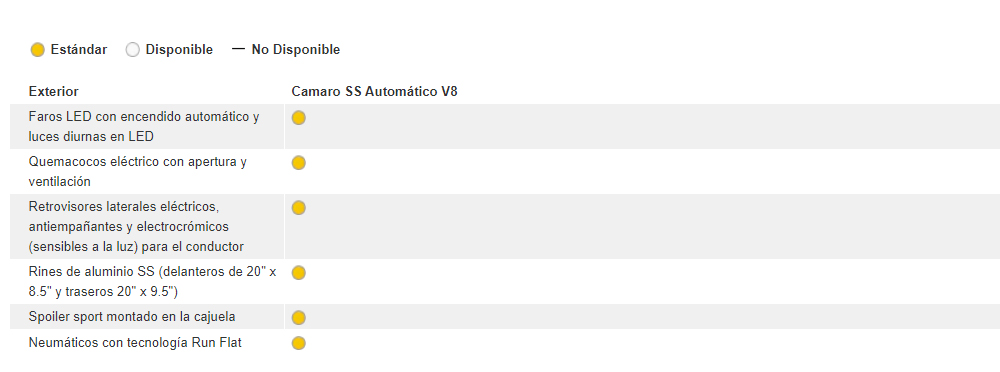 Estándar Disponible — No Disponible
Exterior Camaro SS Automático V8
Faros LED con encendido automático y
luces diurnas en LED
Quemacocos eléctrico con apertura y
ventilación
Retrovisores laterales eléctricos,
antiempañantes y electrocrómicos
(sensibles a la luz) para el conductor
Rines de aluminio SS (delanteros de 20” x
8.5” y traseros 20” x 9.5”)
Spoiler sport montado en la cajuela
Neumáticos con tecnología Run Flat